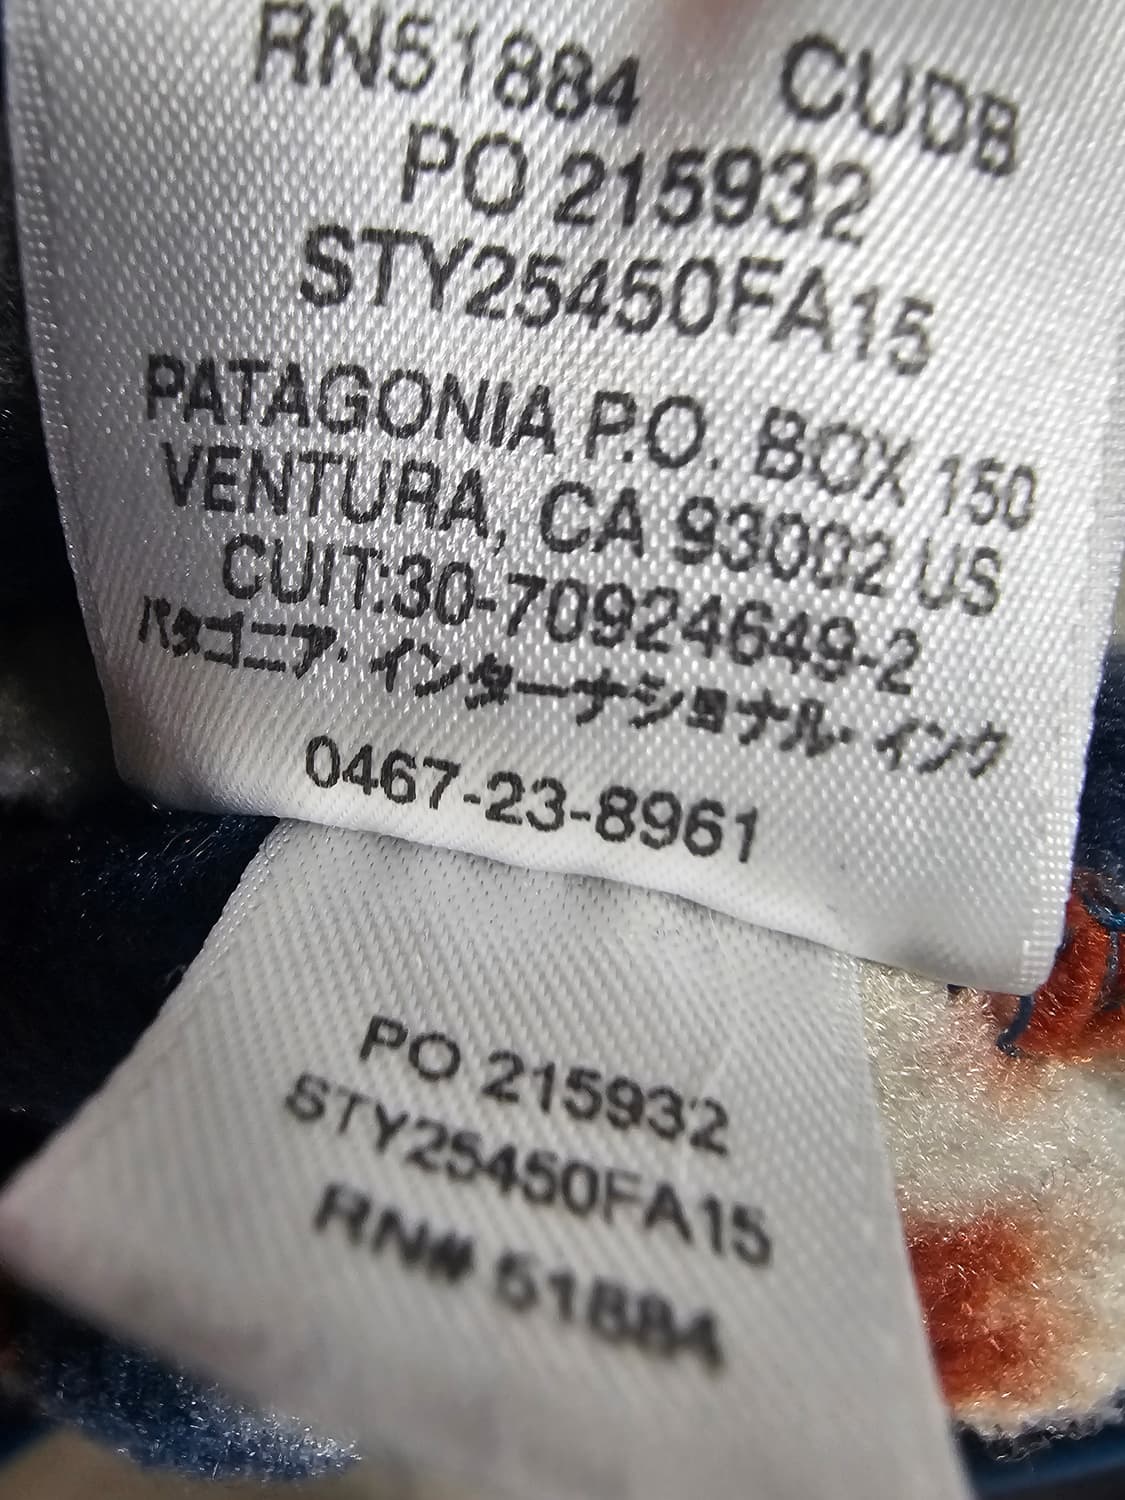 RN51884 CUDB
PO 215932
STY25450FA15
PATAGONIA P.O. BOX 150
VENTURA, CA 93002 US
CUIT:30-70924649-2
パタゴニア・インターナショナル・インク
0467-23-8961
PO 215932
STY25450FA15
RN# 51884